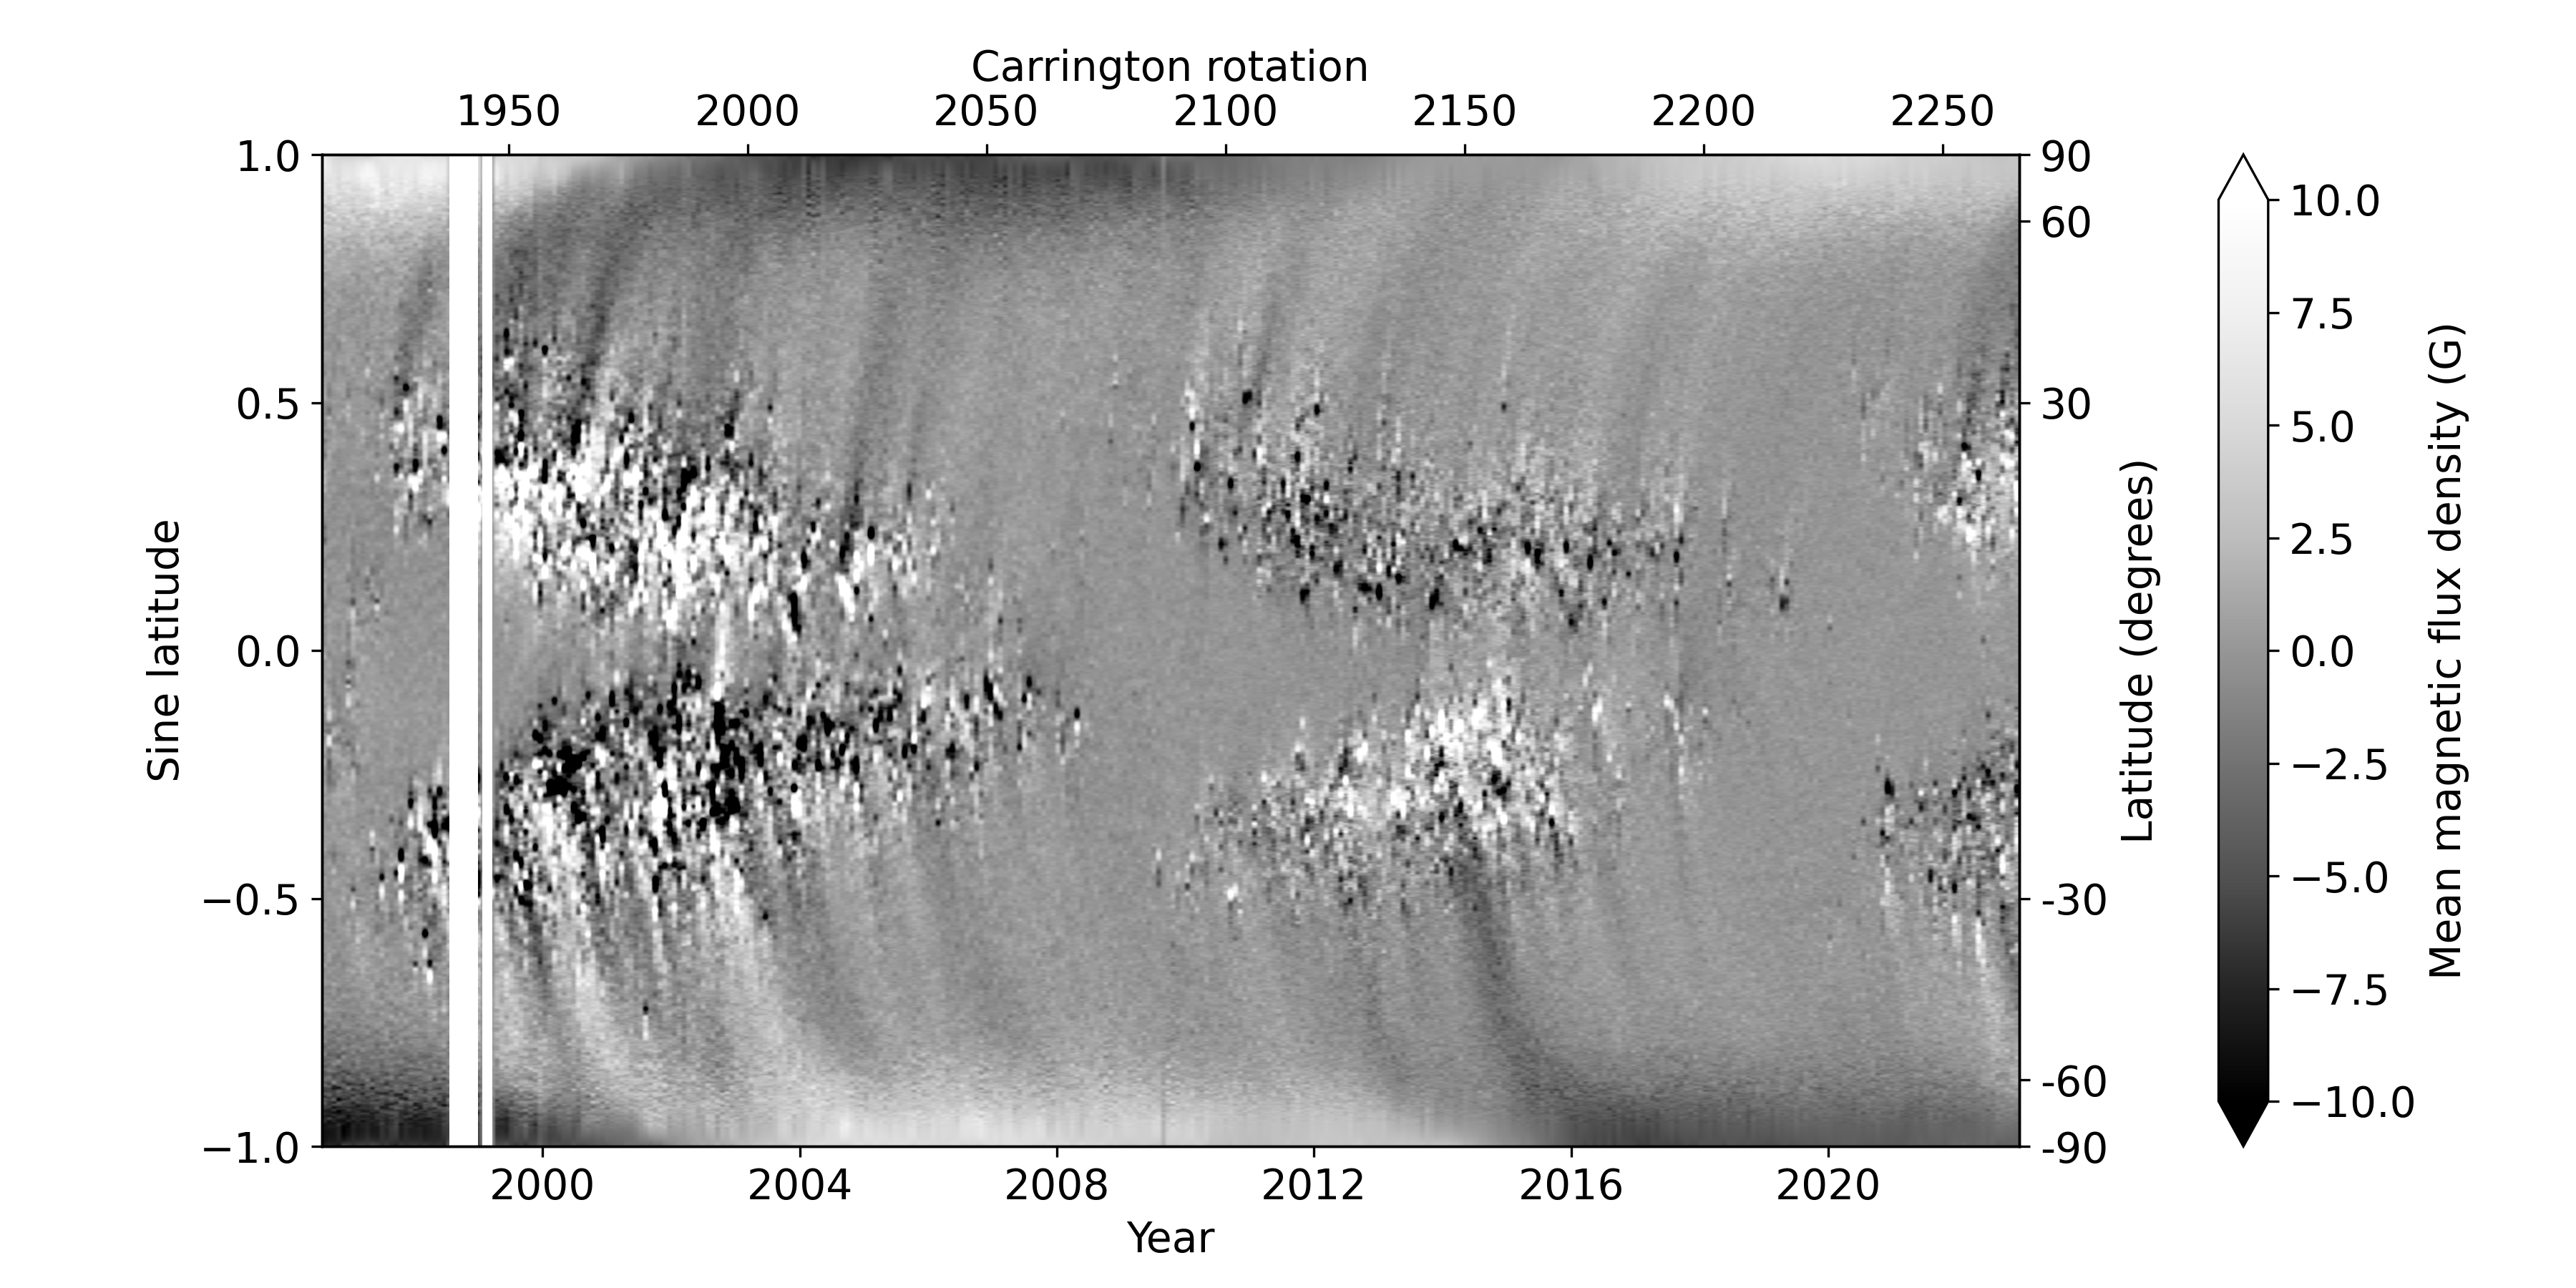 Carrington rotation
1950 2000 2050 2100 2150 2200 2250
1.0
0.5
0.0
−0.5
−1.0
Sine latitude
2000 2004 2008 2012 2016 2020
Year
90
60
30
-30
-60
-90
Latitude (degrees)
10.0
7.5
5.0
2.5
0.0
−2.5
−5.0
−7.5
−10.0
Mean magnetic flux density (G)